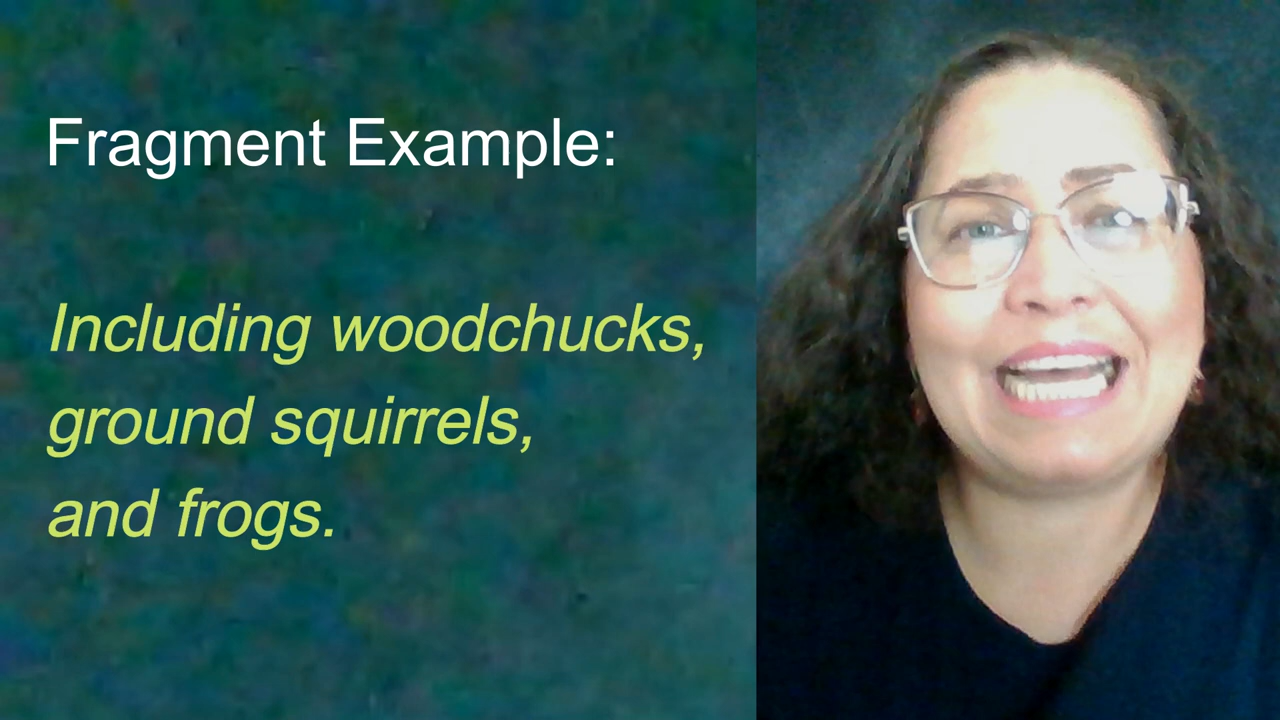 Fragment Example:
Including woodchucks,
ground squirrels,
and frogs.